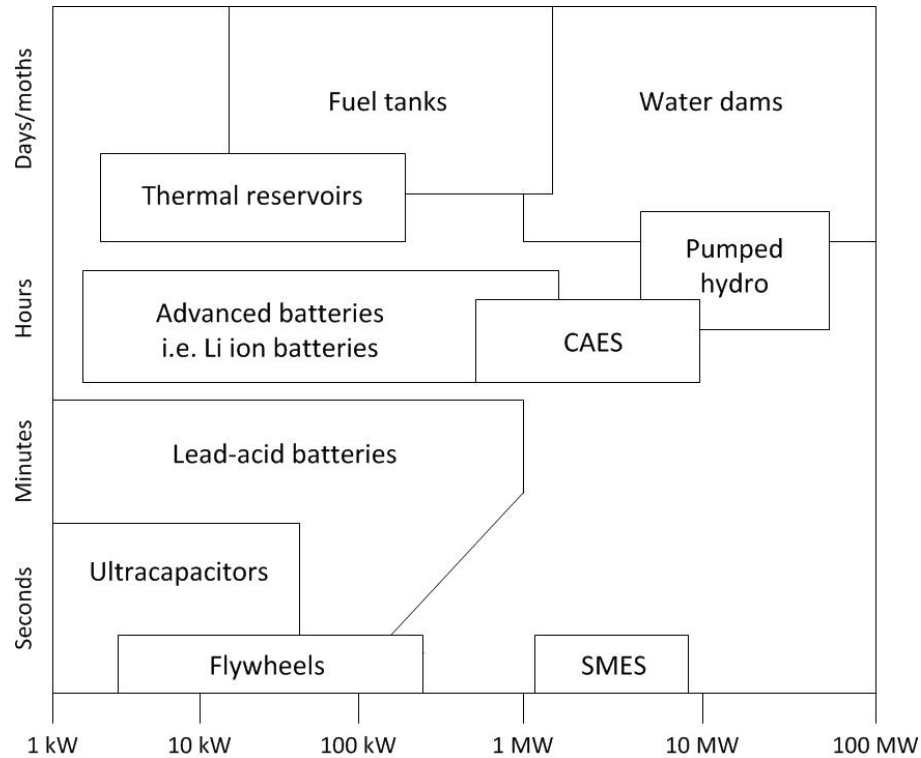 Days/moths
Hours
Minutes
Seconds
Fuel tanks
Water dams
Thermal reservoirs
Pumped
hydro
Advanced batteries
i.e. Li ion batteries
CAES
Lead-acid batteries
Ultracapacitors
Flywheels
SMES
1 kW
10 kW
100 kW
1 MW
10 MW
100 MW